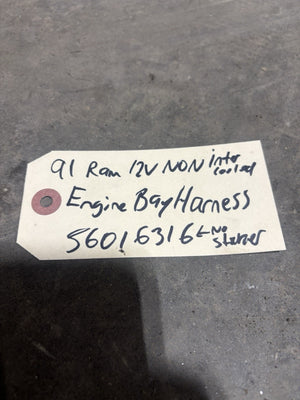 91 Ram 12V NON inter cooled
Engine Bay Harness
56016316 ← No Starter